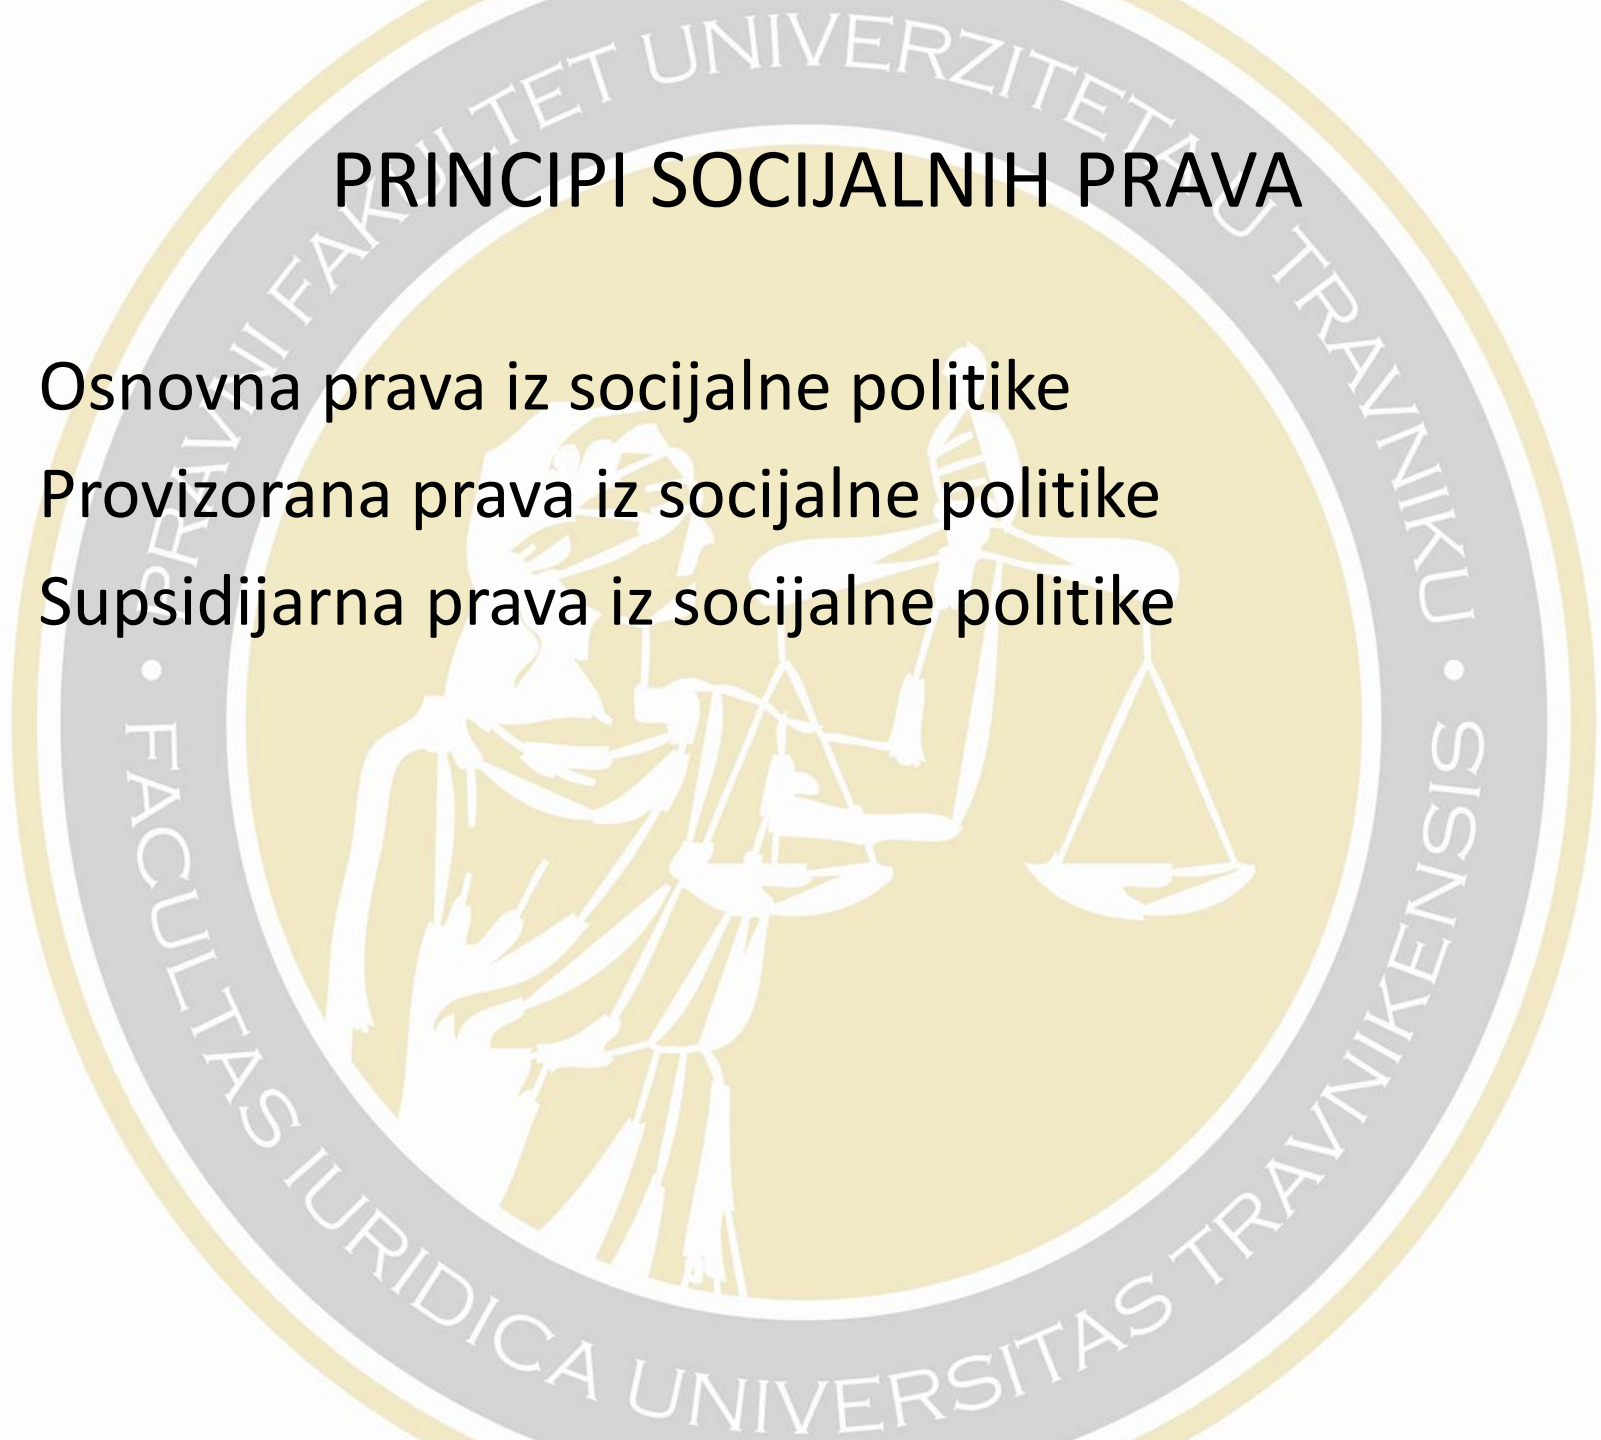 PRINCIPI SOCIJALNIH PRAVA
Osnovna prava iz socijalne politike
Provizorana prava iz socijalne politike
Supsidijarna prava iz socijalne politike
• PRAVNI FAKULTET UNIVERZITETA U TRAVNIKU •
FACULTAS IURIDICA UNIVERSITAS TRAVNIKENSIS